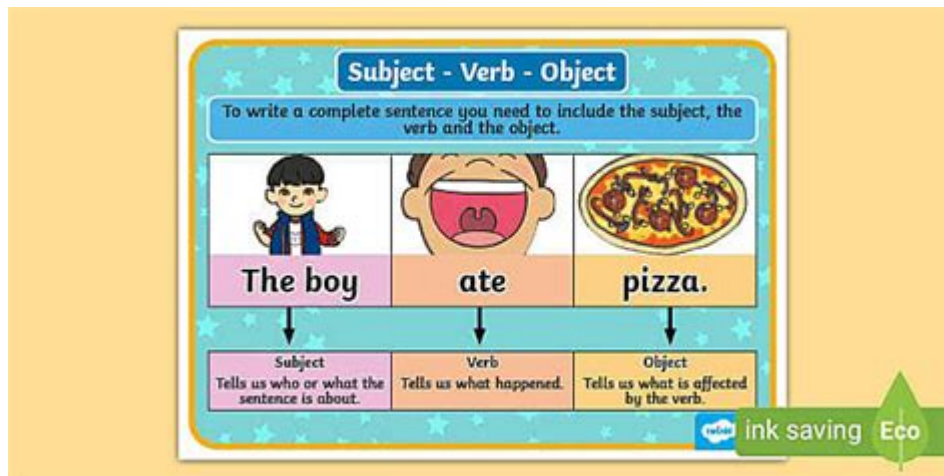 Subject - Verb - Object
To write a complete sentence you need to include the subject, the
verb and the object.
The boy
ate
pizza.
Subject
Tells us who or what the
sentence is about.
Verb
Tells us what happened.
Object
Tells us what is affected
by the verb.
twinkl
ink saving
Eco